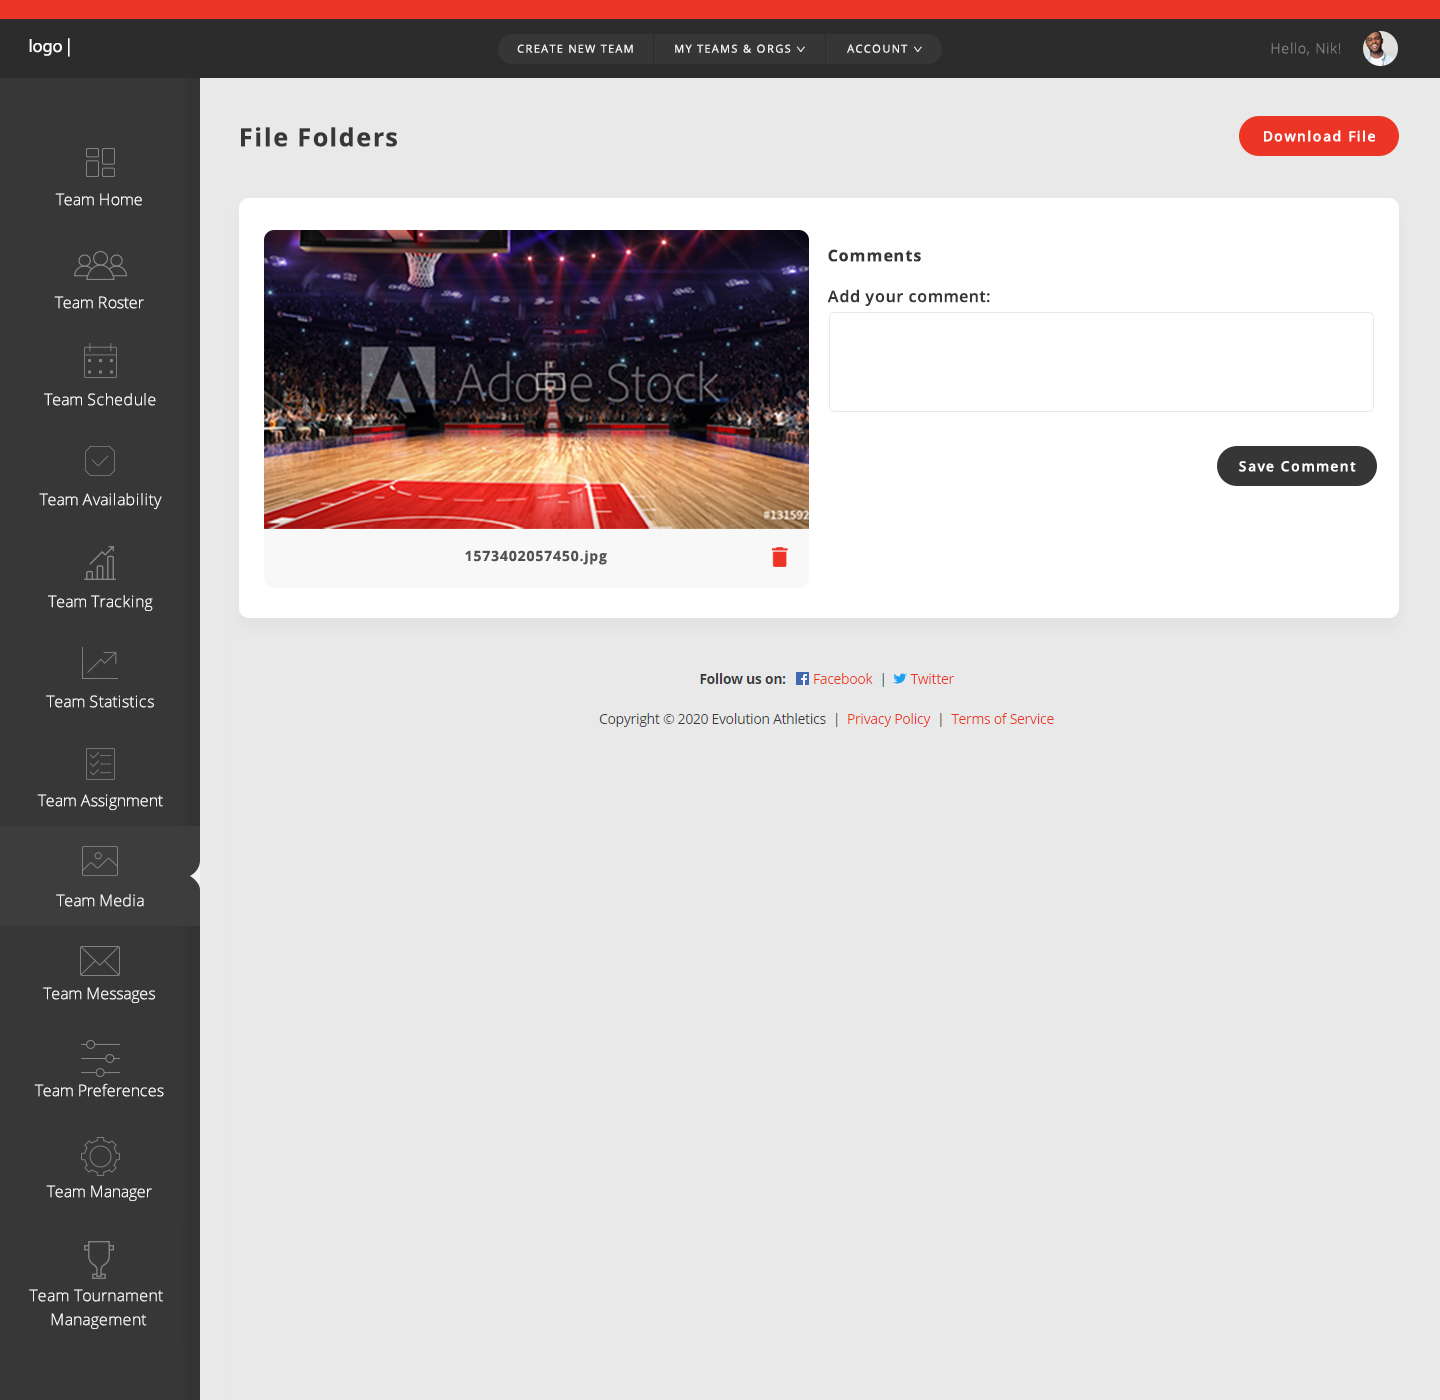 logo |
CREATE NEW TEAM
MY TEAMS & ORGS
ACCOUNT
Hello, Nik!
File Folders
Download File
Team Home
Team Roster
Team Schedule
Team Availability
Team Tracking
Team Statistics
Team Assignment
Team Media
Team Messages
Team Preferences
Team Manager
Team Tournament
Management
Adobe Stock
#131592
1573402057450.jpg
Comments
Add your comment:
Save Comment
Follow us on: Facebook | Twitter
Copyright © 2020 Evolution Athletics | Privacy Policy | Terms of Service